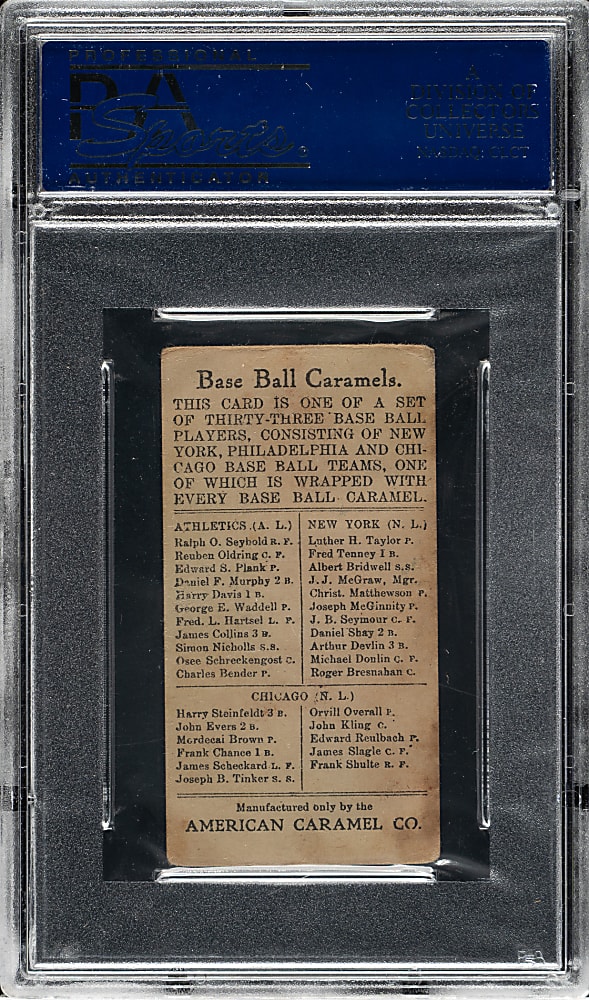 PROFESSIONAL
PSA
Sports
AUTHENTICATOR
A
DIVISION OF
COLLECTORS
UNIVERSE
NASDAQ: CLCT
Base Ball Caramels.
THIS CARD IS ONE OF A SET
OF THIRTY-THREE BASE BALL
PLAYERS, CONSISTING OF NEW
YORK, PHILADELPHIA AND CHI-
CAGO BASE BALL TEAMS, ONE
OF WHICH IS WRAPPED WITH
EVERY BASE BALL CARAMEL.
ATHLETICS (A. L.)
Ralph O. Seybold R. F.
Reuben Oldring C. F.
Edward S. Plank P.
Daniel F. Murphy 2 B.
Harry Davis 1 B.
George E. Waddell P.
Fred. L. Hartsel L. F.
James Collins 3 B.
Simon Nicholls S.S.
Osee Schreckengost C.
Charles Bender P.
NEW YORK (N. L.)
Luther H. Taylor P.
Fred Tenney 1 B.
Albert Bridwell S.S.
J. J. McGraw, Mgr.
Christ. Matthewson P.
Joseph McGinnity P.
J. B. Seymour C. F.
Daniel Shay 2 B.
Arthur Devlin 3 B.
Michael Donlin C. F.
Roger Bresnahan C.
CHICAGO (N. L.)
Harry Steinfeldt 3 B.
John Evers 2 B.
Mordecai Brown P.
Frank Chance 1 B.
James Scheckard L. F.
Joseph B. Tinker S. S.
Orvill Overall P.
John Kling C.
Edward Reulbach P.
James Slagle C. F.
Frank Shulte R. F.
Manufactured only by the
AMERICAN CARAMEL CO.